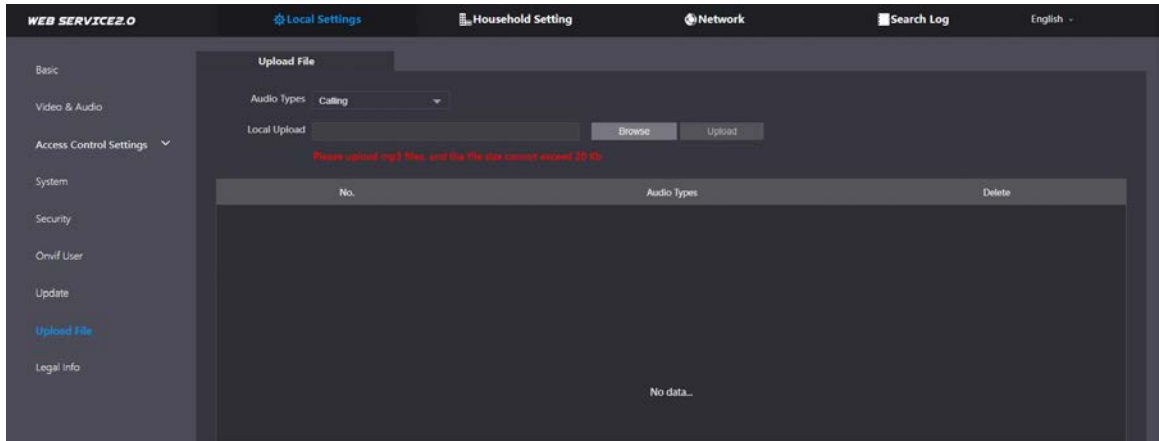 WEB SERVICE2.0 Local Settings Household Setting Network Search Log English
Upload File
Basic
Audio Types Calling
Video & Audio
Local Upload Browse Upload
Access Control Settings
Please upload mp3 files, and the file size cannot exceed 20 Kb
System
No. Audio Types Delete
Security
Onvif User
Update
Upload File
Legal Info
No data...